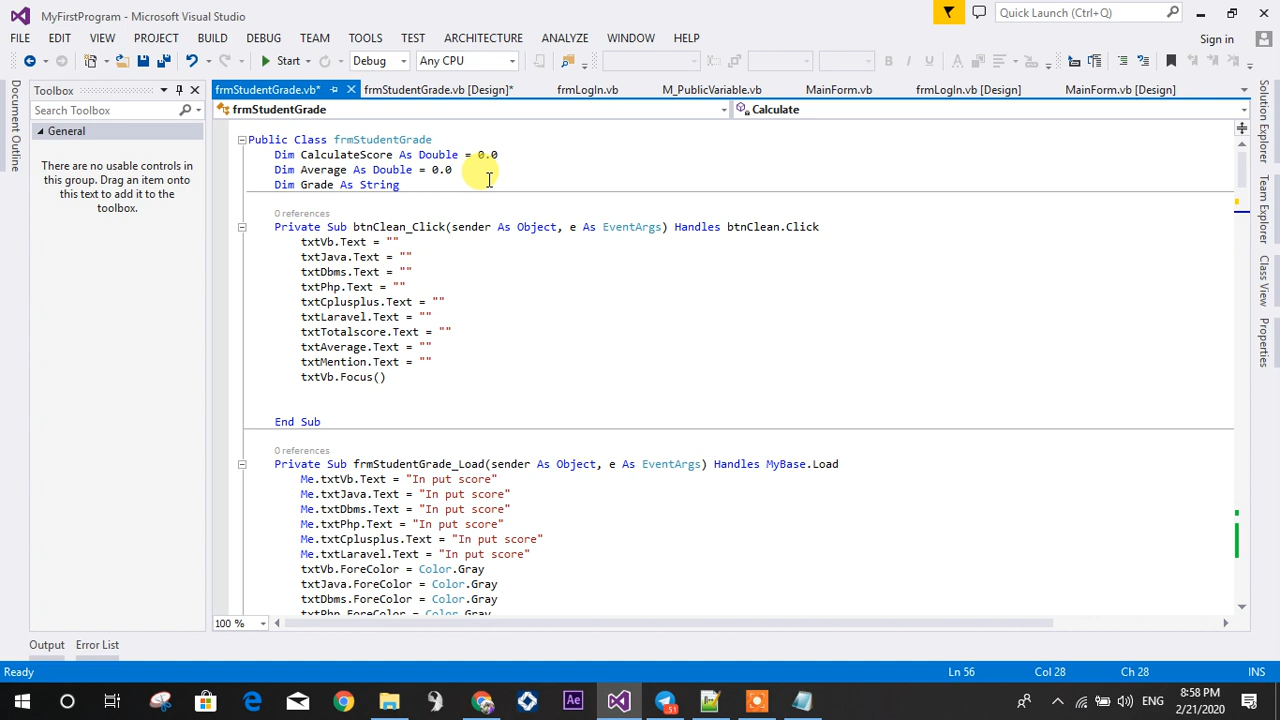 MyFirstProgram - Microsoft Visual Studio
Quick Launch (Ctrl+Q)
FILE EDIT VIEW PROJECT BUILD DEBUG TEAM TOOLS TEST ARCHITECTURE ANALYZE WINDOW HELP
Sign in
Start Debug Any CPU
Document Outline
Toolbox
Search Toolbox
General
There are no usable controls in
this group. Drag an item onto
this text to add it to the
toolbox.
frmStudentGrade.vb* frmStudentGrade.vb [Design]* frmLogIn.vb M_PublicVariable.vb MainForm.vb frmLogIn.vb [Design] MainForm.vb [Design]
frmStudentGrade Calculate
Public Class frmStudentGrade
Dim CalculateScore As Double = 0.0
Dim Average As Double = 0.0
Dim Grade As String
0 references
Private Sub btnClean_Click(sender As Object, e As EventArgs) Handles btnClean.Click
txtVb.Text = ""
txtJava.Text = ""
txtDbms.Text = ""
txtPhp.Text = ""
txtCplusplus.Text = ""
txtLaravel.Text = ""
txtTotalscore.Text = ""
txtAverage.Text = ""
txtMention.Text = ""
txtVb.Focus()
End Sub
0 references
Private Sub frmStudentGrade_Load(sender As Object, e As EventArgs) Handles MyBase.Load
Me.txtVb.Text = "In put score"
Me.txtJava.Text = "In put score"
Me.txtDbms.Text = "In put score"
Me.txtPhp.Text = "In put score"
Me.txtCplusplus.Text = "In put score"
Me.txtLaravel.Text = "In put score"
txtVb.ForeColor = Color.Gray
txtJava.ForeColor = Color.Gray
txtDbms.ForeColor = Color.Gray
txtPhp.ForeColor = Color.Gray
100 %
Solution Explorer
Team Explorer
Class View
Properties
Output Error List
Ready Ln 56 Col 28 Ch 28 INS
Ae
51
ENG
8:58 PM
2/21/2020